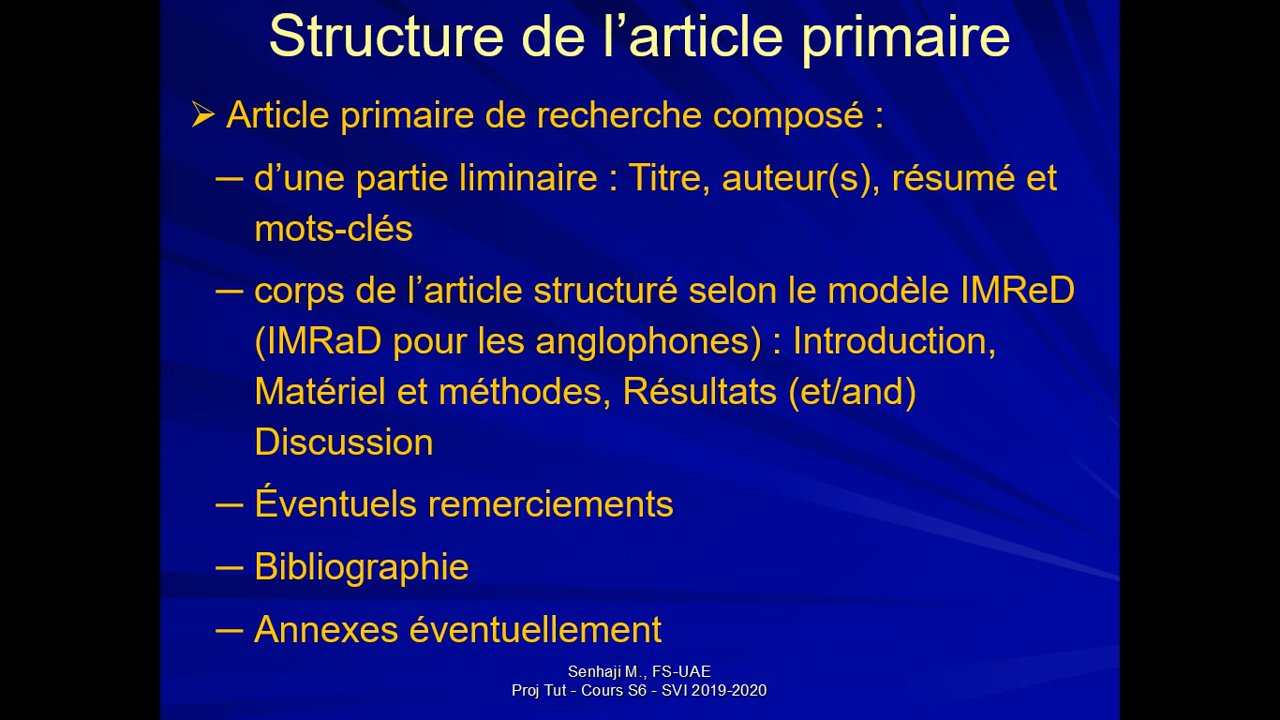 Structure de l’article primaire
➢ Article primaire de recherche composé :
─ d’une partie liminaire : Titre, auteur(s), résumé et
mots-clés
─ corps de l’article structuré selon le modèle IMReD
(IMRaD pour les anglophones) : Introduction,
Matériel et méthodes, Résultats (et/and)
Discussion
─ Éventuels remerciements
─ Bibliographie
─ Annexes éventuellement
Senhaji M., FS-UAE
Proj Tut - Cours S6 - SVI 2019-2020